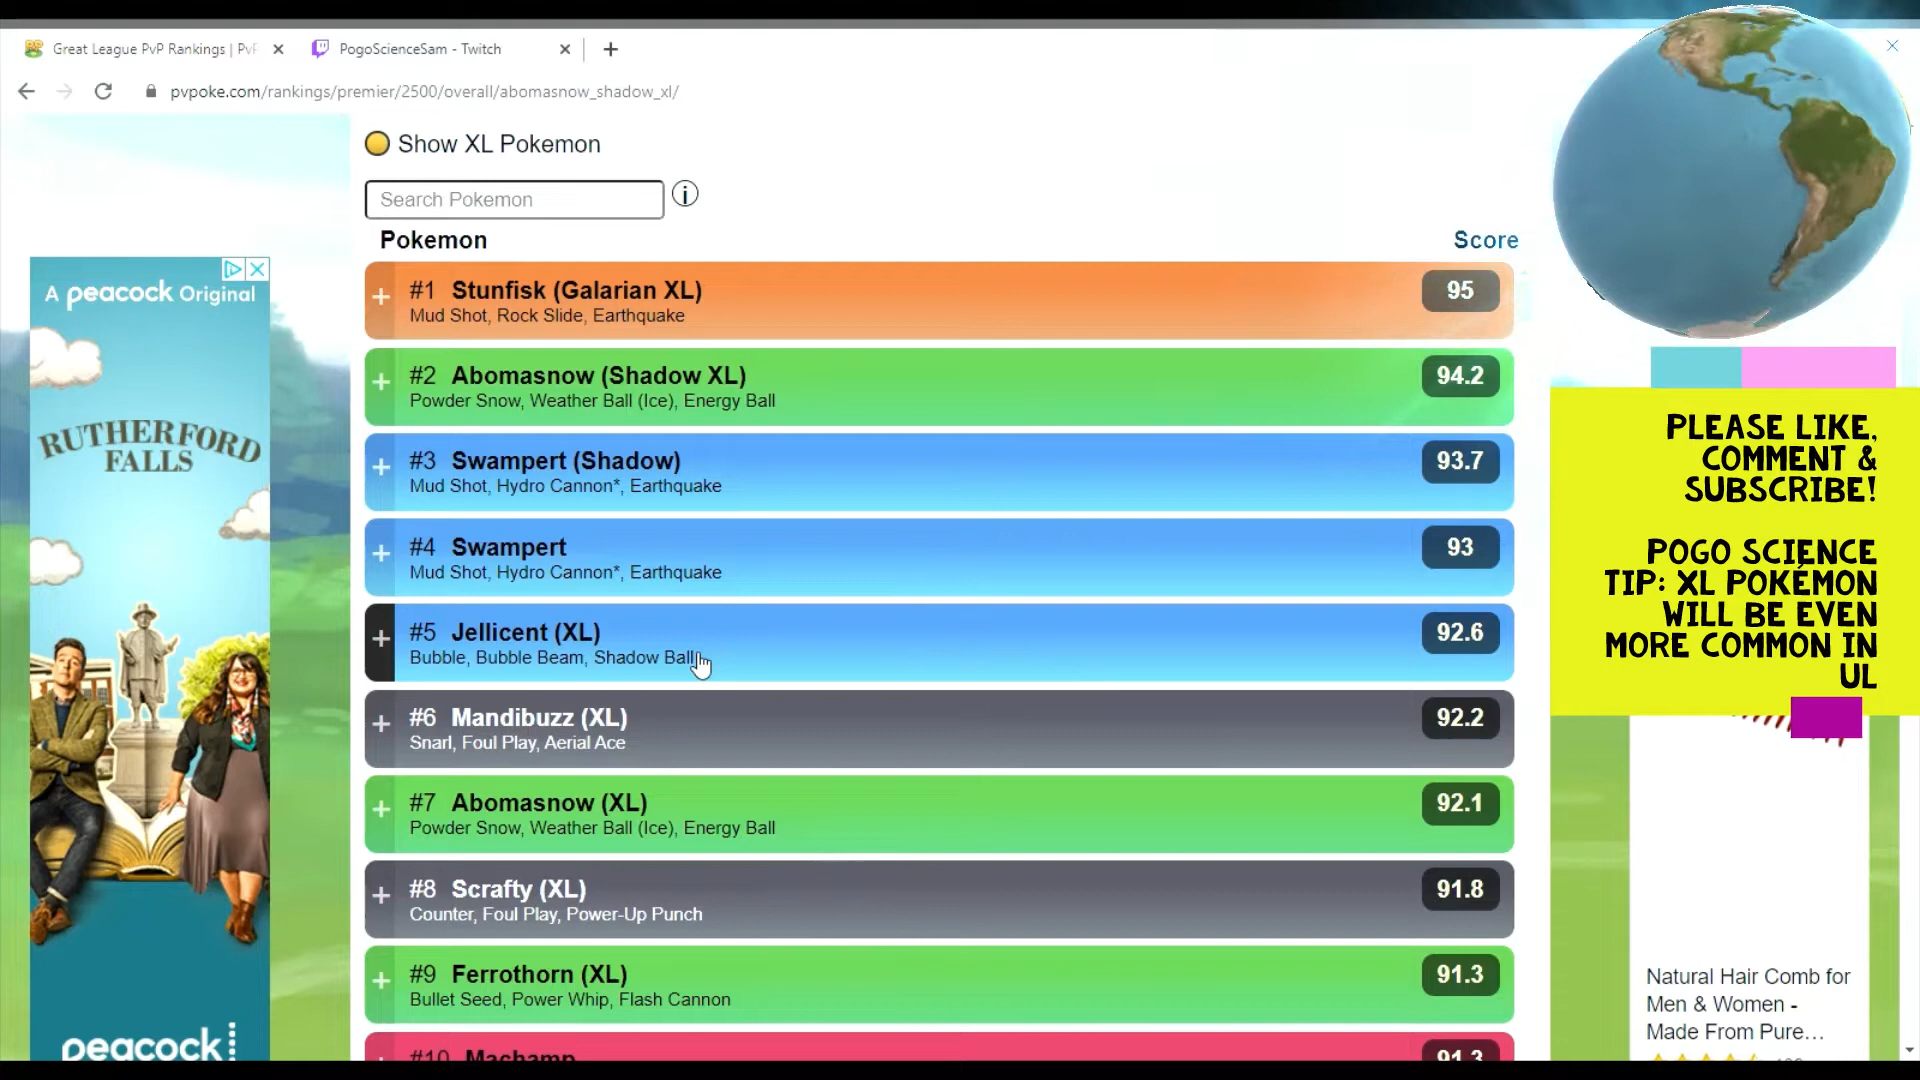 Great League PvP Rankings | PvP
PogoScienceSam - Twitch
pvpoke.com/rankings/premier/2500/overall/abomasnow_shadow_xl/
Show XL Pokemon
Search Pokemon
i
Pokemon
Score
#1 Stunfisk (Galarian XL)
95
Mud Shot, Rock Slide, Earthquake
#2 Abomasnow (Shadow XL)
94.2
Powder Snow, Weather Ball (Ice), Energy Ball
#3 Swampert (Shadow)
93.7
Mud Shot, Hydro Cannon*, Earthquake
#4 Swampert
93
Mud Shot, Hydro Cannon*, Earthquake
#5 Jellicent (XL)
92.6
Bubble, Bubble Beam, Shadow Ball
#6 Mandibuzz (XL)
92.2
Snarl, Foul Play, Aerial Ace
#7 Abomasnow (XL)
92.1
Powder Snow, Weather Ball (Ice), Energy Ball
#8 Scrafty (XL)
91.8
Counter, Foul Play, Power-Up Punch
#9 Ferrothorn (XL)
91.3
Bullet Seed, Power Whip, Flash Cannon
#10 Machamp
91.3
A peacock Original
RUTHERFORD
FALLS
peacock
PLEASE LIKE,
COMMENT &
SUBSCRIBE!
POGO SCIENCE
TIP: XL POKÉMON
WILL BE EVEN
MORE COMMON IN
UL
Natural Hair Comb for
Men & Women -
Made From Pure...